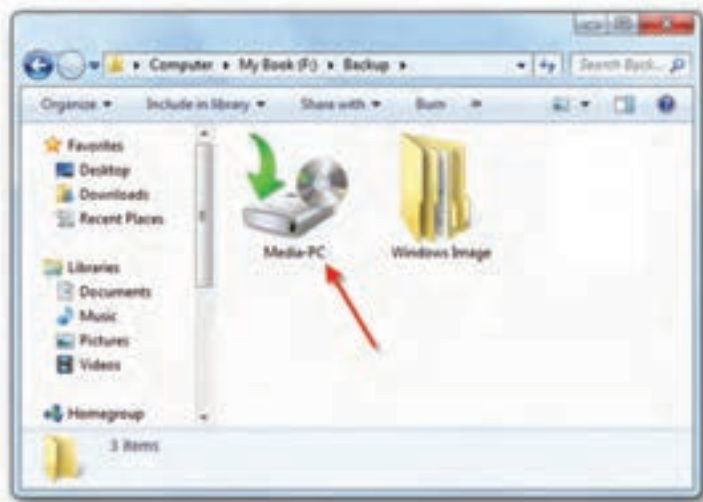 Computer ▸ My Book (F:) ▸ Backup ▸
Search Back...
Organize ▾ Include in library ▾ Share with ▾ Burn »
Favorites
Desktop
Downloads
Recent Places
Libraries
Documents
Music
Pictures
Videos
Homegroup
Media-PC
Windows Image
3 items